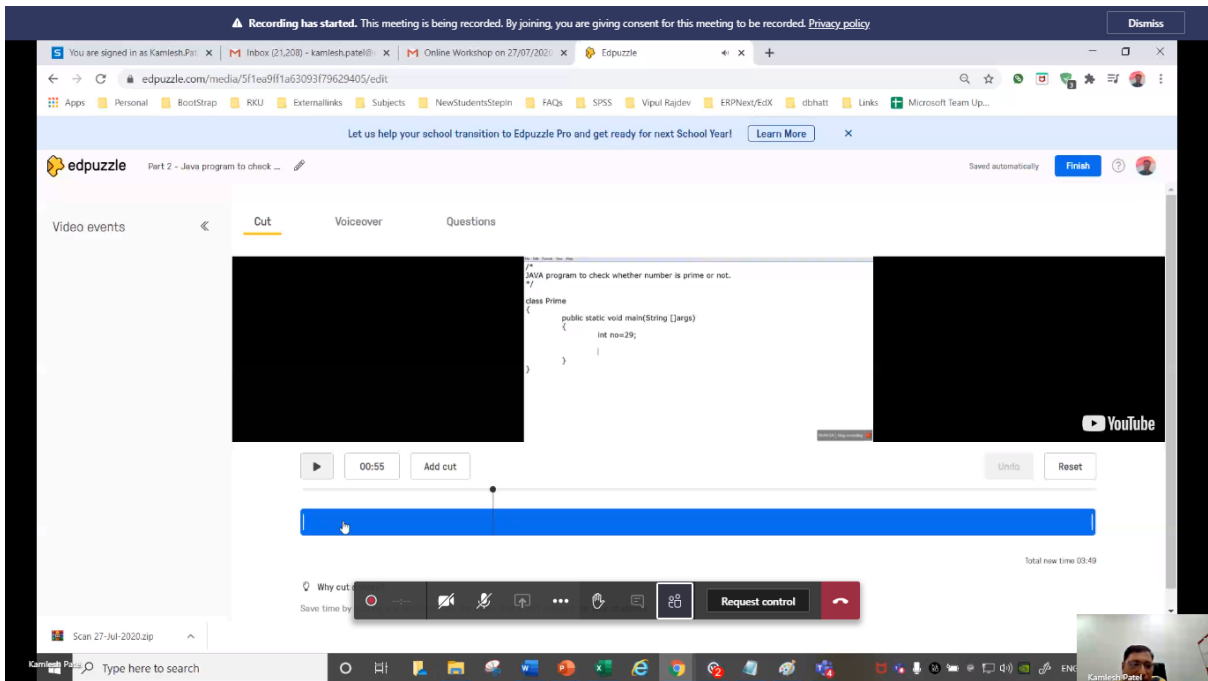 Recording has started. This meeting is being recorded. By joining, you are giving consent for this meeting to be recorded. Privacy policy Dismiss
You are signed in as Kamlesh.Pat Inbox (21,208) - kamlesh.patel@ Online Workshop on 27/07/2020 Edpuzzle
edpuzzle.com/media/5f1ea9ff1a63093f79629405/edit
Apps Personal BootStrap RKU Externallinks Subjects NewStudentsStepIn FAQs SPSS Vipul Rajdev ERPNext/EdX dbhatt Links Microsoft Team Up...
Let us help your school transition to Edpuzzle Pro and get ready for next School Year! Learn More
edpuzzle Part 2 - Java program to check ... Saved automatically Finish
Video events Cut Voiceover Questions
/*
JAVA program to check whether number is prime or not.
*/
class Prime
{
public static void main(String []args)
{
int no=29;
}
}
YouTube
00:55 Add cut Undo Reset
Total new time 03:49
Why cut
Save time by
Request control
Scan 27-Jul-2020.zip
Kamlesh Type here to search ENG
Kamlesh Patel